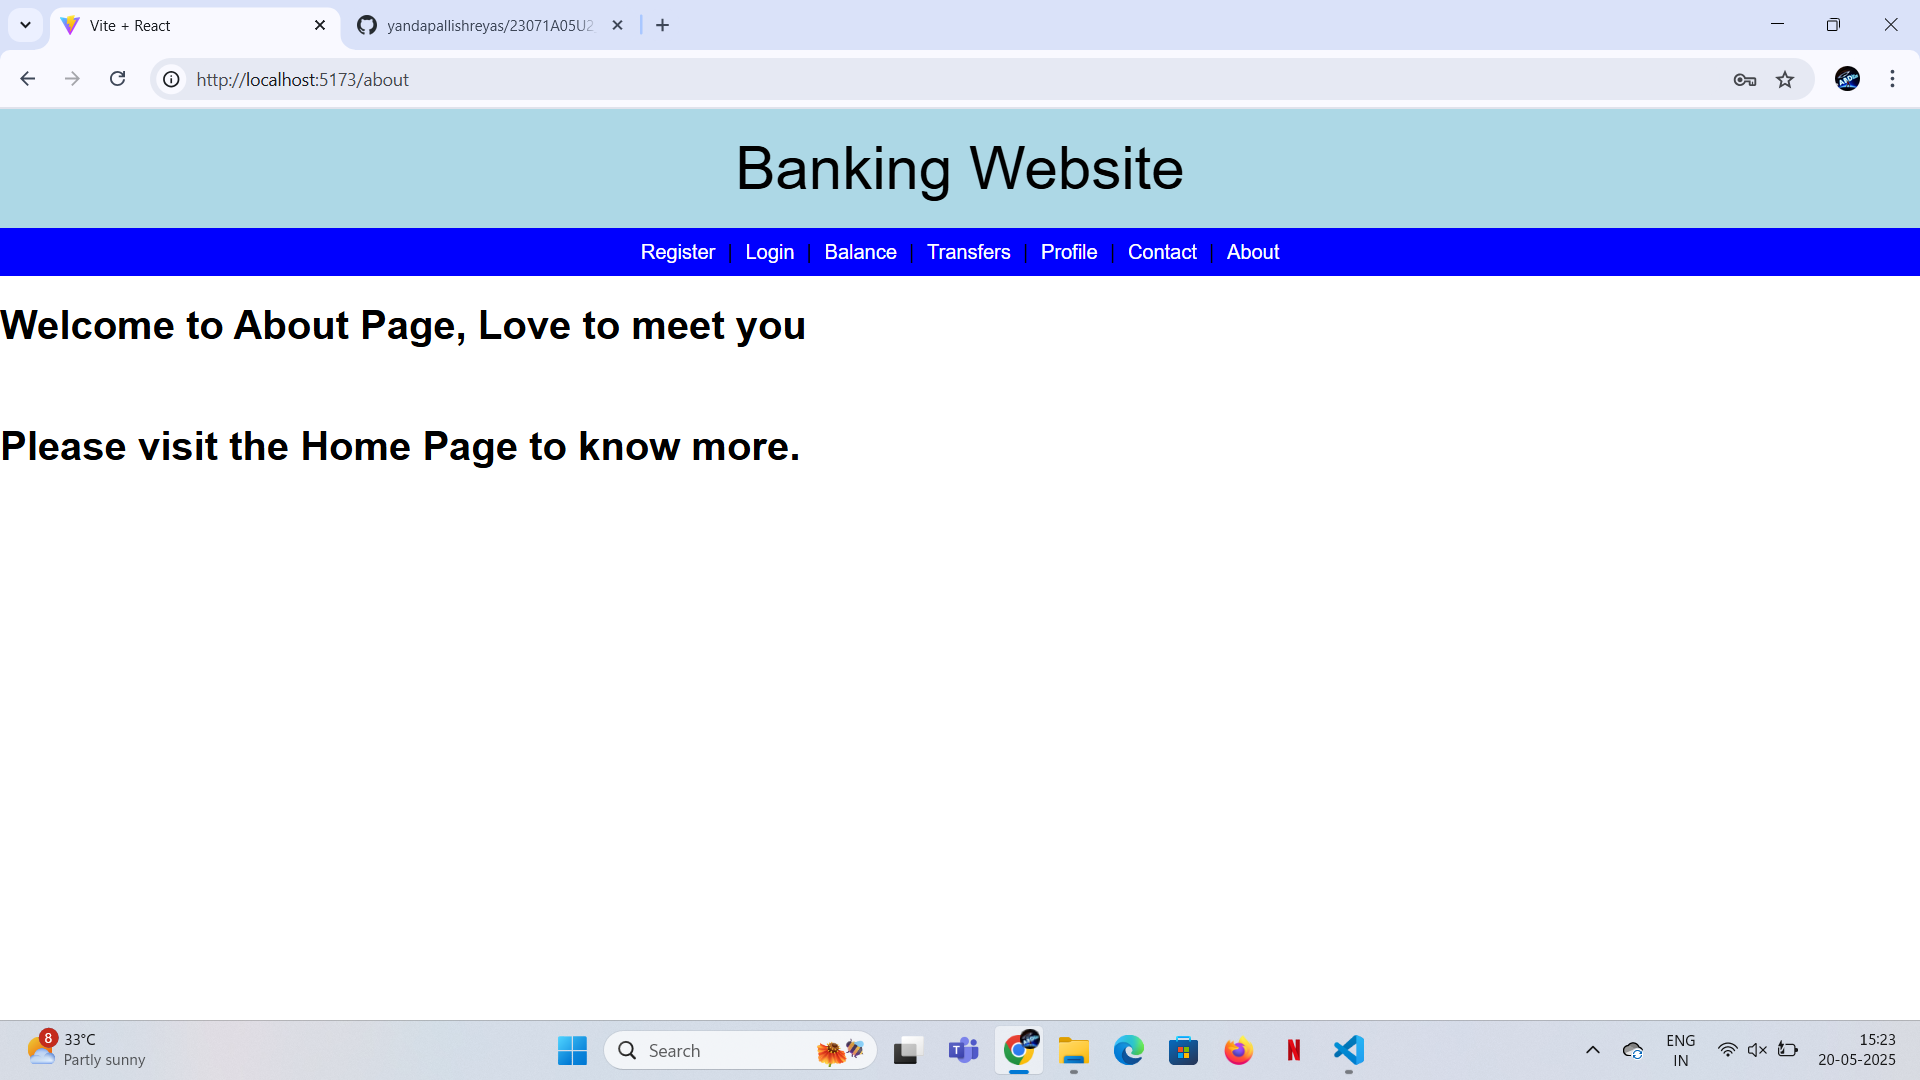 Vite + React
yandapallishreyas/23071A05U2
http://localhost:5173/about
Banking Website
Register | Login | Balance | Transfers | Profile | Contact | About
Welcome to About Page, Love to meet you
Please visit the Home Page to know more.
8
33°C
Partly sunny
Search
ENG
IN
15:23
20-05-2025